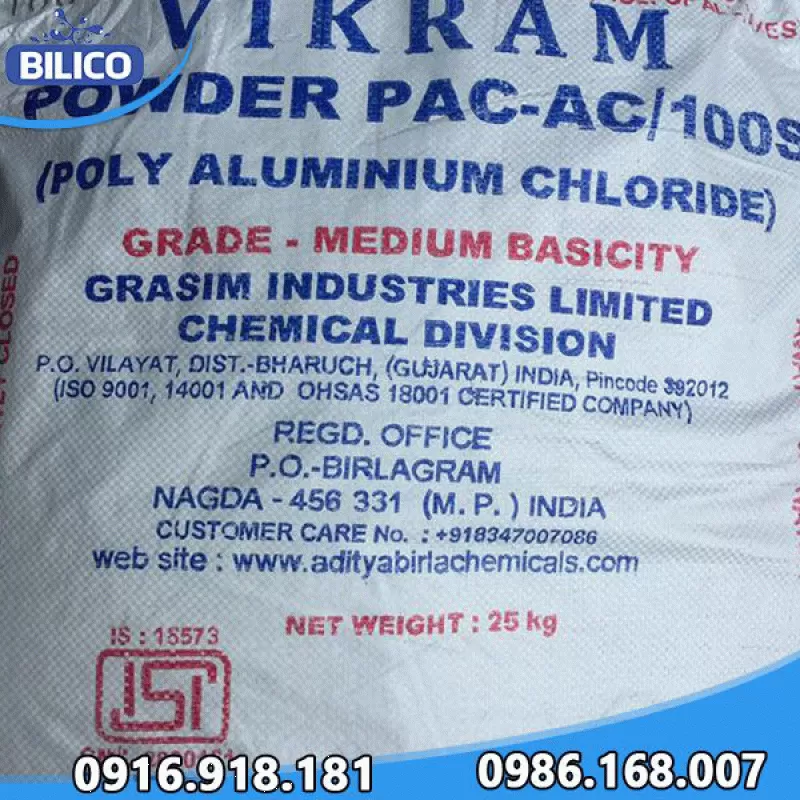 VIKRAM
BILICO
POWDER PAC-AC/100S
(POLY ALUMINIUM CHLORIDE)
GRADE - MEDIUM BASICITY
GRASIM INDUSTRIES LIMITED
CHEMICAL DIVISION
P.O. VILAYAT, DIST.-BHARUCH, (GUJARAT) INDIA, Pincode 392012
(ISO 9001, 14001 AND OHSAS 18001 CERTIFIED COMPANY)
REGD. OFFICE
P.O.-BIRLAGRAM
NAGDA - 456 331 (M. P. ) INDIA
CUSTOMER CARE No. : +918347007086
web site : www.adityabirlachemicals.com
NET WEIGHT : 25 kg
IS : 15573
CLOSED
0916.918.181
0986.168.007